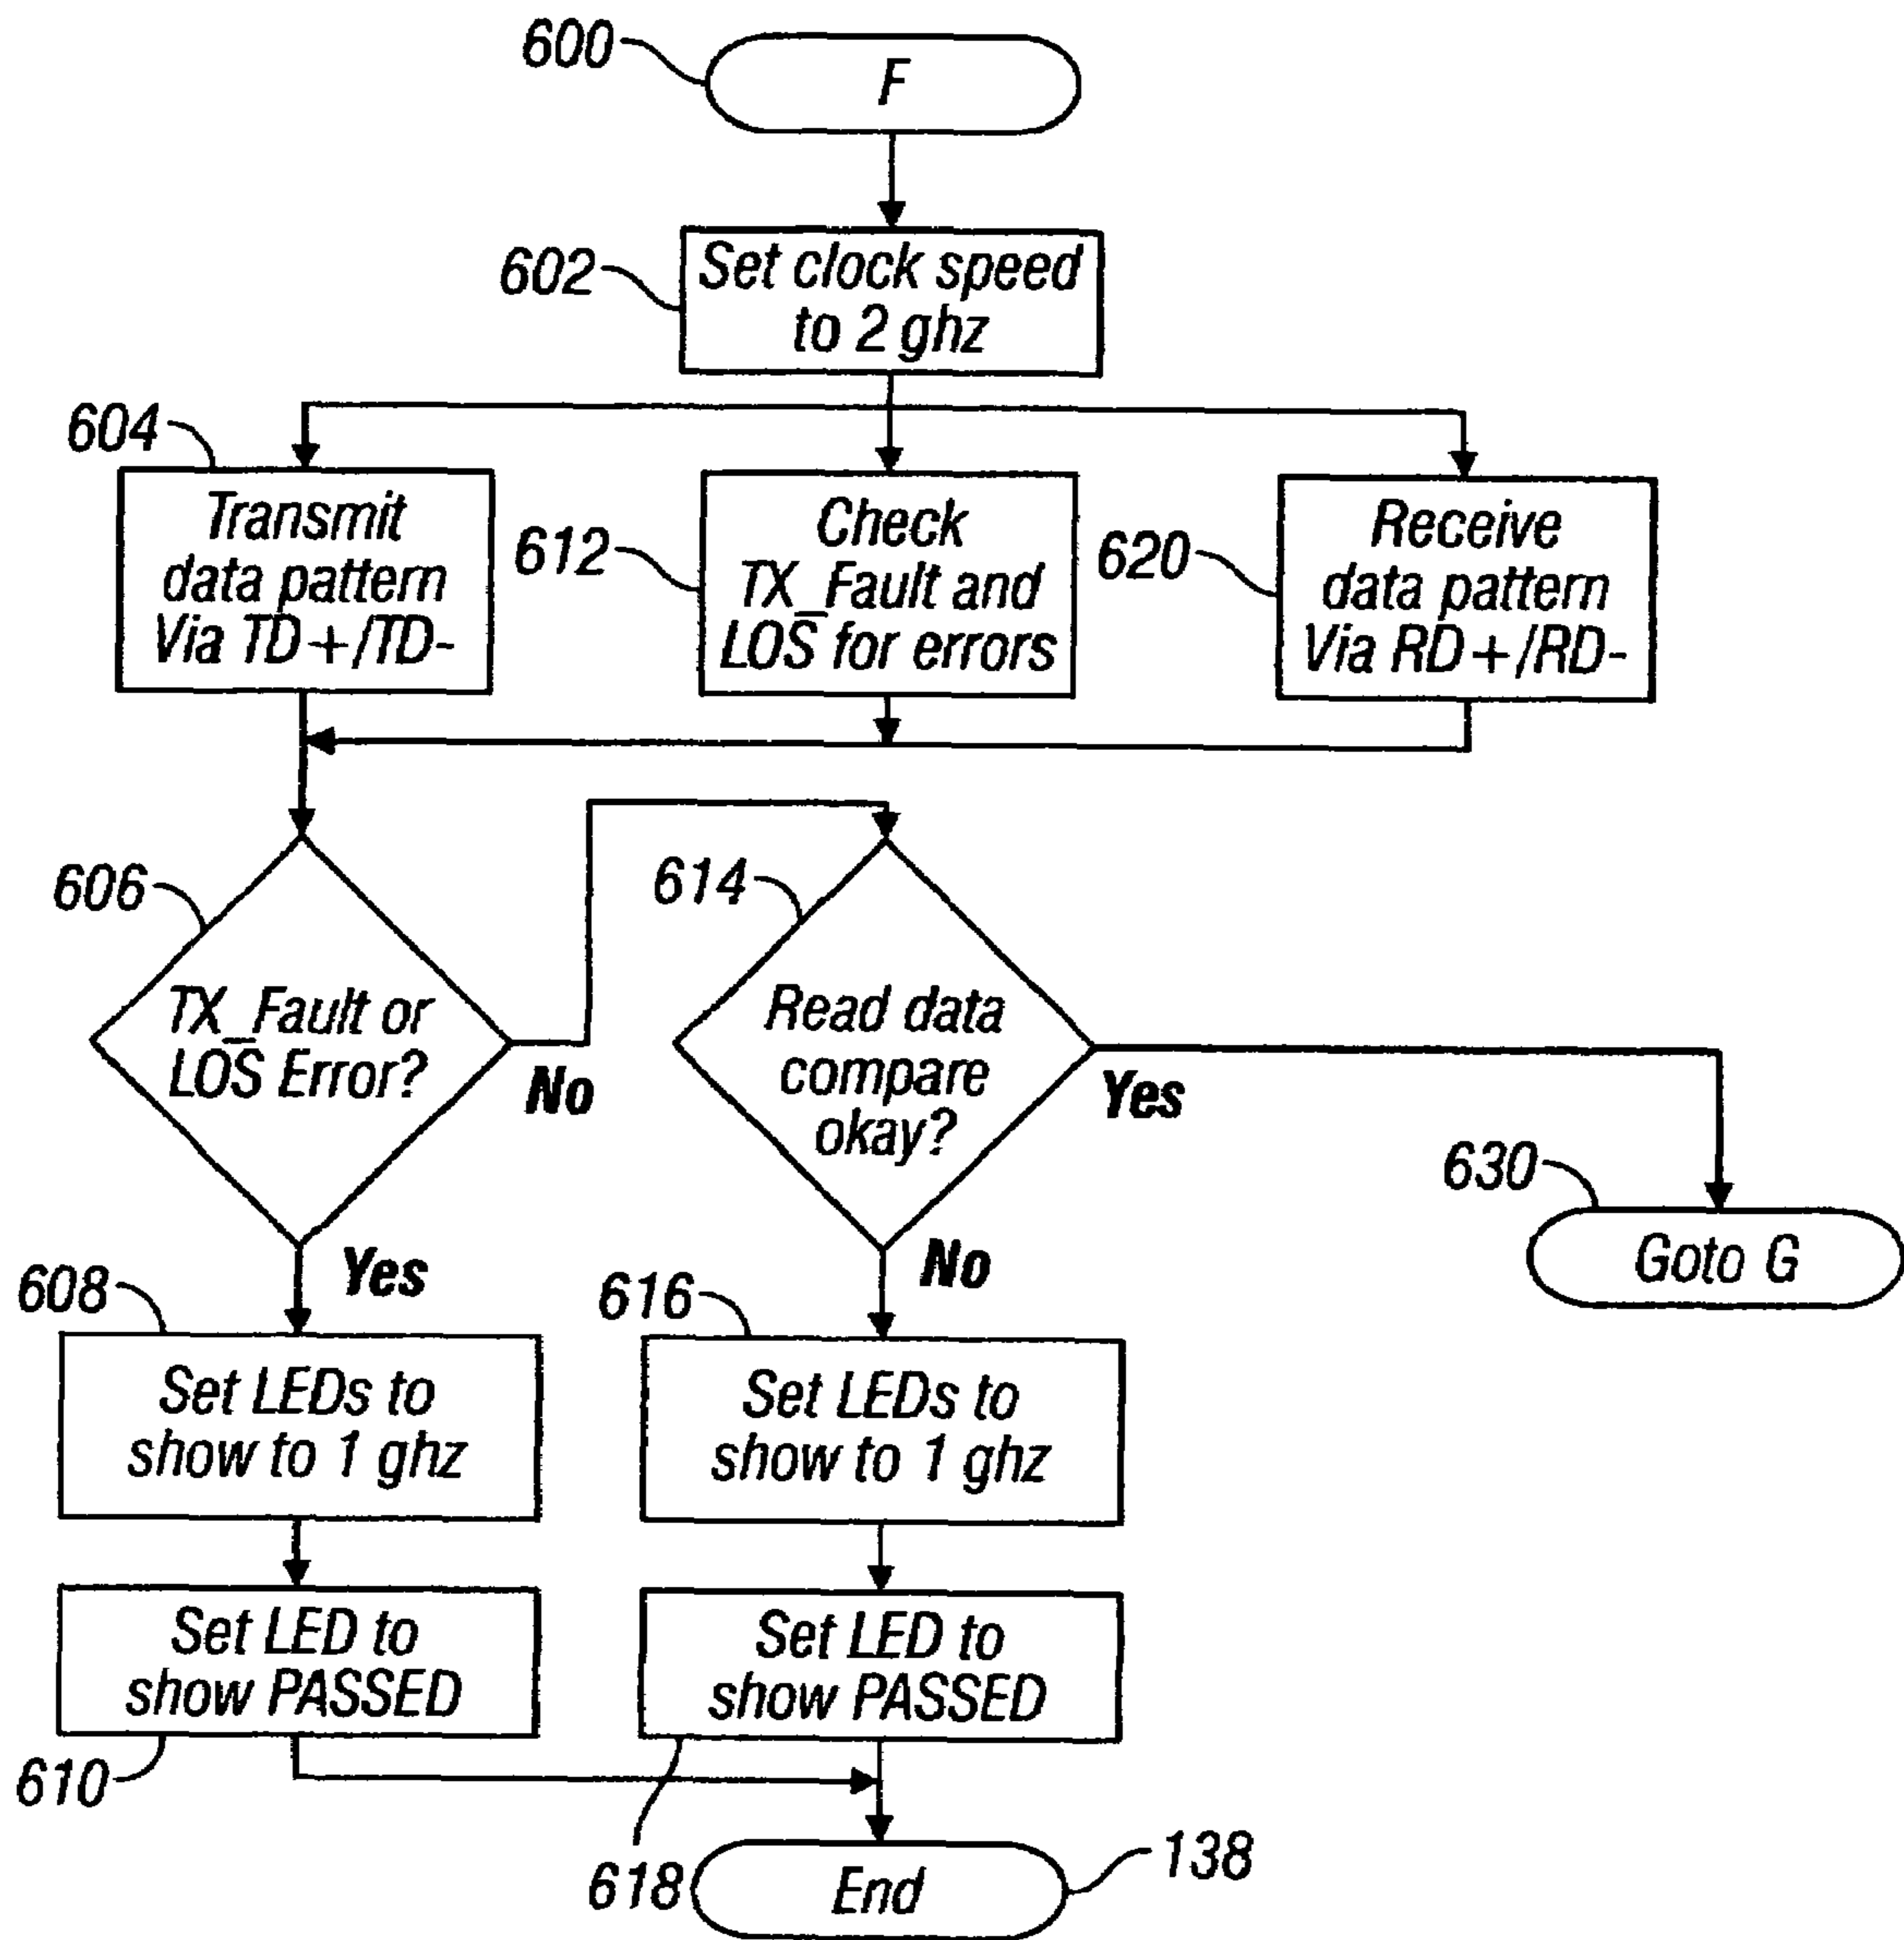 600
F
602
Set clock speed
to 2 ghz
604
Transmit
data pattern
Via TD+/TD-
612
Check
TX_Fault and
LOS for errors
620
Receive
data pattern
Via RD+/RD-
606
TX_Fault or
LOS Error?
No
Yes
614
Read data
compare
okay?
Yes
No
630
Goto G
608
Set LEDs to
show to 1 ghz
616
Set LEDs to
show to 1 ghz
610
Set LED to
show PASSED
618
Set LED to
show PASSED
End
138